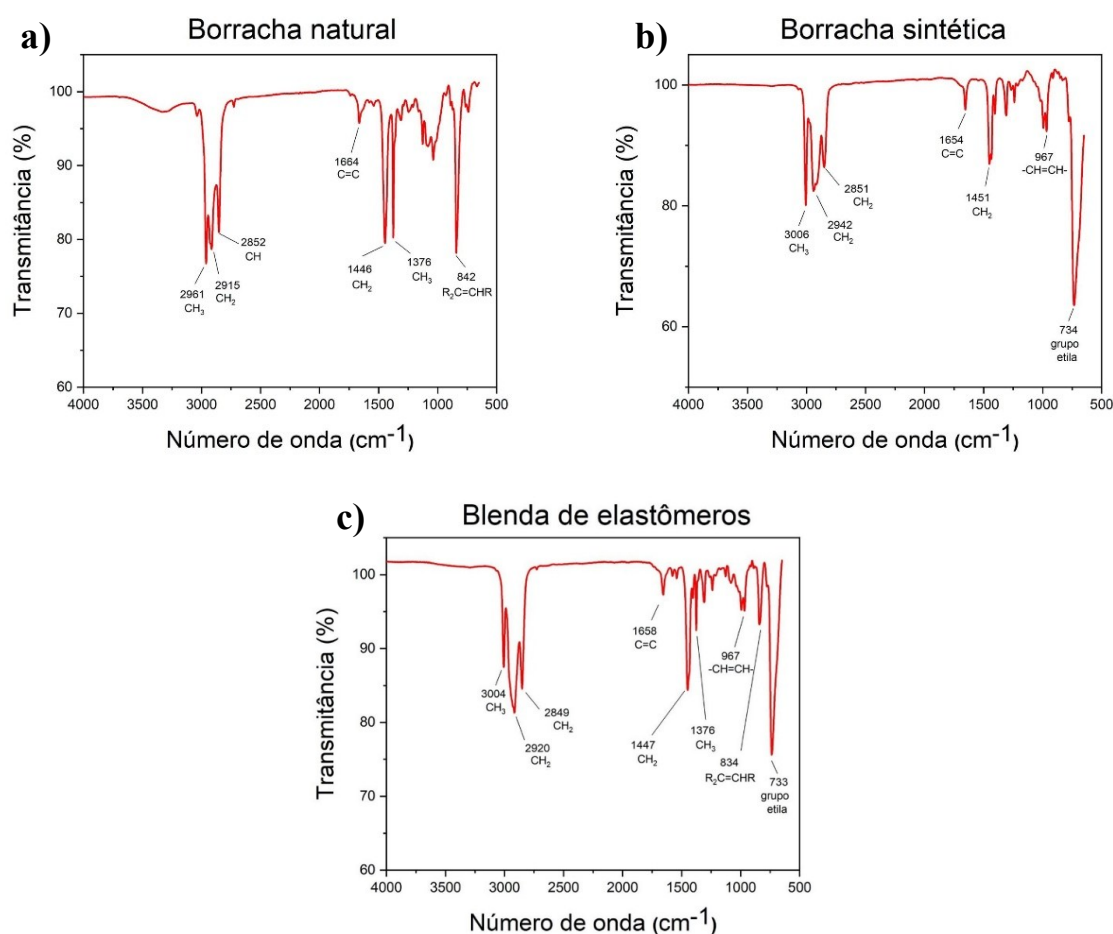 a)
Borracha natural
Transmitância (%)
100
90
80
70
60
2961
CH₃
2915
CH₂
2852
CH
1664
C=C
1446
CH₂
1376
CH₃
842
R₂C=CHR
4000 3500 3000 2500 2000 1500 1000 500
Número de onda (cm⁻¹)
b)
Borracha sintética
Transmitância (%)
100
80
60
3006
CH₃
2942
CH₂
2851
CH₂
1654
C=C
1451
CH₂
967
-CH=CH-
734
grupo
etila
4000 3500 3000 2500 2000 1500 1000 500
Número de onda (cm⁻¹)
c)
Blenda de elastômeros
Transmitância (%)
100
90
80
70
60
3004
CH₃
2920
CH₂
2849
CH₂
1658
C=C
1447
CH₂
1376
CH₃
967
-CH=CH-
834
R₂C=CHR
733
grupo
etila
4000 3500 3000 2500 2000 1500 1000 500
Número de onda (cm⁻¹)